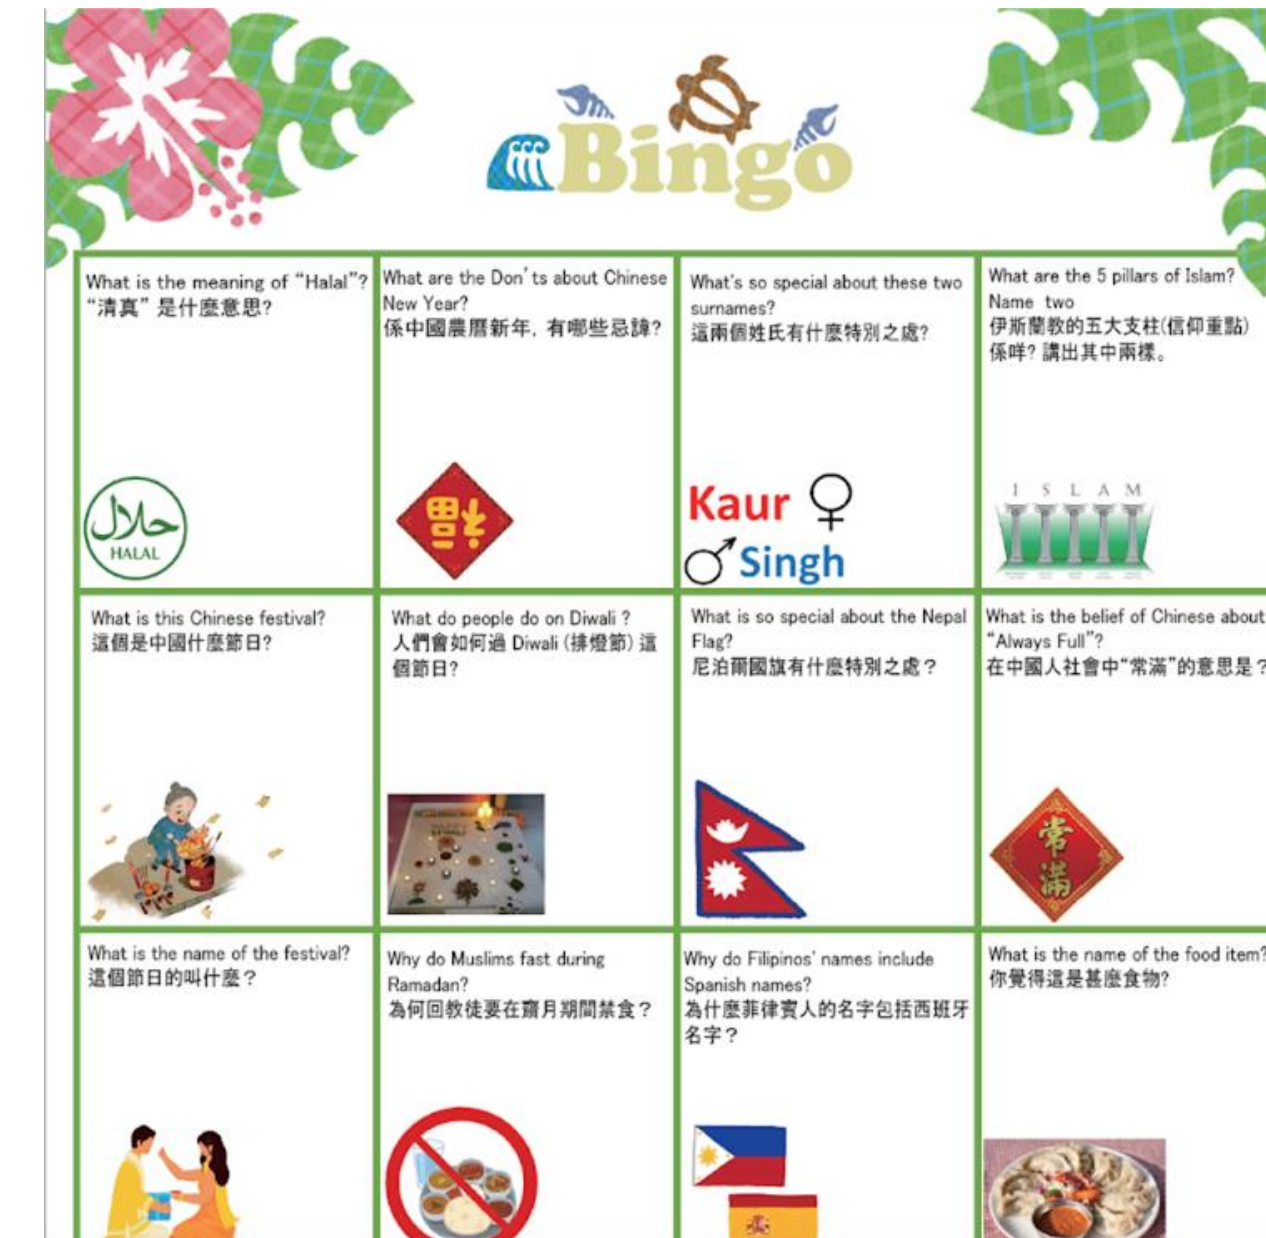 Bingo
What is the meaning of “Halal”?
“清真” 是什麼意思?
حلال
HALAL
What are the Don'ts about Chinese
New Year?
係中國農曆新年, 有哪些忌諱?
福
What's so special about these two
surnames?
這兩個姓氏有什麼特別之處?
Kaur
Singh
What are the 5 pillars of Islam?
Name two
伊斯蘭教的五大支柱(信仰重點)
係咩? 講出其中兩樣。
I S L A M
What is this Chinese festival?
這個是中國什麼節日?
What do people do on Diwali ?
人們會如何過 Diwali (排燈節) 這
個節日?
What is so special about the Nepal
Flag?
尼泊爾國旗有什麼特別之處？
What is the belief of Chinese about
“Always Full”?
在中國人社會中“常滿”的意思是？
常
滿
What is the name of the festival?
這個節日的叫什麼？
Why do Muslims fast during
Ramadan?
為何回教徒要在齋月期間禁食？
Why do Filipinos' names include
Spanish names?
為什麼菲律賓人的名字包括西班牙
名字？
What is the name of the food item?
你覺得這是甚麼食物?